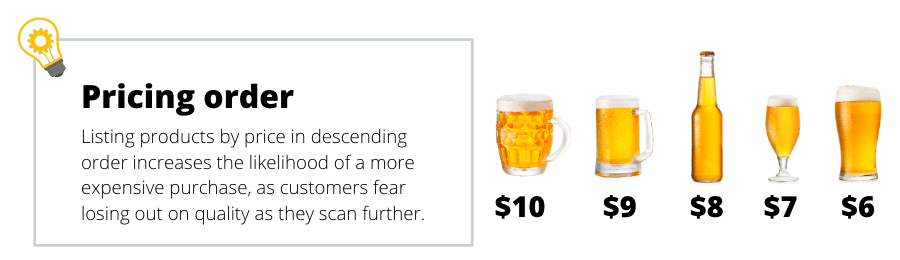 Pricing order
Listing products by price in descending
order increases the likelihood of a more
expensive purchase, as customers fear
losing out on quality as they scan further.
$10 $9 $8 $7 $6